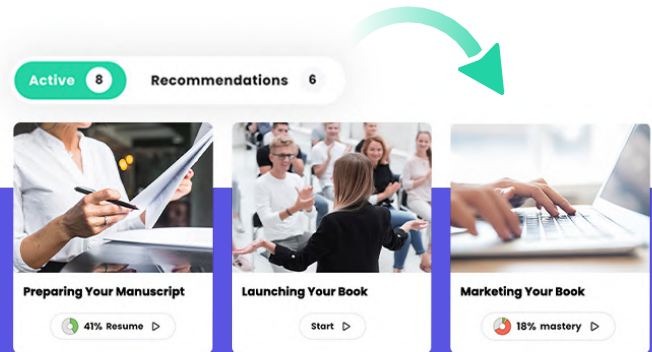 Active 8 Recommendations 6
Preparing Your Manuscript
41% Resume
Launching Your Book
Start
Marketing Your Book
18% mastery